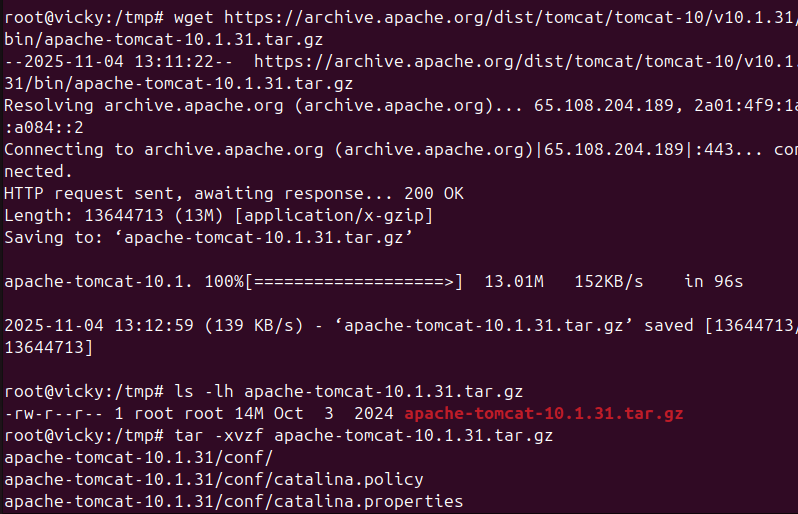 root@vicky:/tmp# wget https://archive.apache.org/dist/tomcat/tomcat-10/v10.1.31/
bin/apache-tomcat-10.1.31.tar.gz
--2025-11-04 13:11:22--  https://archive.apache.org/dist/tomcat/tomcat-10/v10.1.
31/bin/apache-tomcat-10.1.31.tar.gz
Resolving archive.apache.org (archive.apache.org)... 65.108.204.189, 2a01:4f9:1a
:a084::2
Connecting to archive.apache.org (archive.apache.org)|65.108.204.189|:443... con
nected.
HTTP request sent, awaiting response... 200 OK
Length: 13644713 (13M) [application/x-gzip]
Saving to: ‘apache-tomcat-10.1.31.tar.gz’
apache-tomcat-10.1. 100%[===================>]  13.01M   152KB/s    in 96s
2025-11-04 13:12:59 (139 KB/s) - ‘apache-tomcat-10.1.31.tar.gz’ saved [13644713/
13644713]
root@vicky:/tmp# ls -lh apache-tomcat-10.1.31.tar.gz
-rw-r--r-- 1 root root 14M Oct  3  2024 apache-tomcat-10.1.31.tar.gz
root@vicky:/tmp# tar -xvzf apache-tomcat-10.1.31.tar.gz
apache-tomcat-10.1.31/conf/
apache-tomcat-10.1.31/conf/catalina.policy
apache-tomcat-10.1.31/conf/catalina.properties